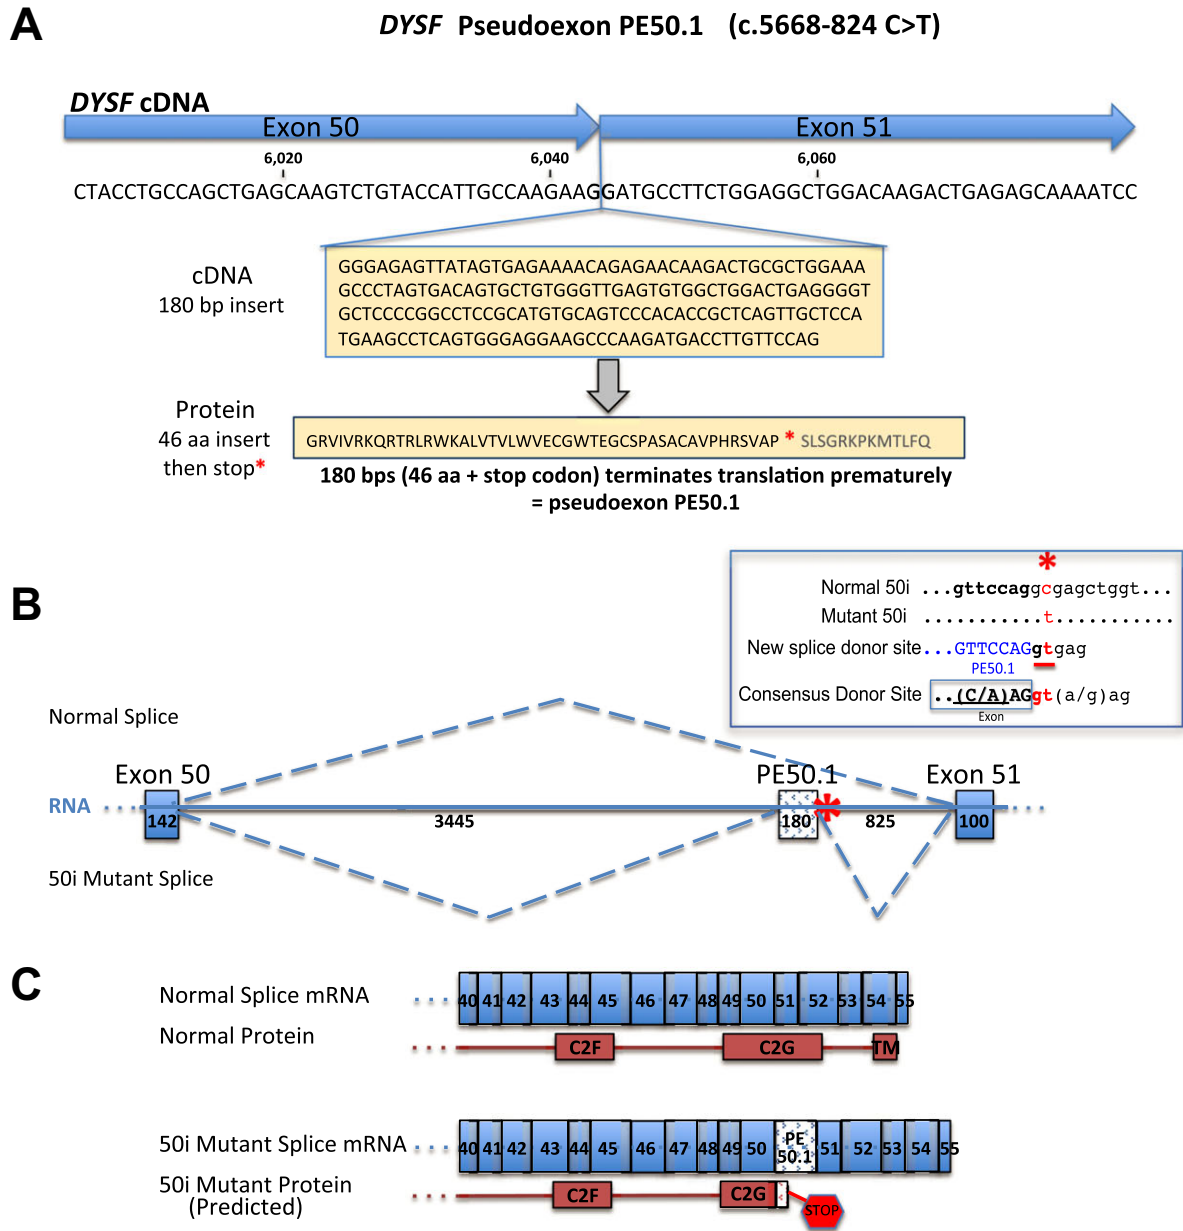 A
DYSF Pseudoexon PE50.1 (c.5668-824 C>T)
DYSF cDNA
Exon 50
Exon 51
6,020
6,040
6,060
CTACCTGCCAGCTGAGCAAGTCTGTACCATTGCCAAGAAGGATGCCTTCTGGAGGCTGGACAAGACTGAGAGCAAAATCC
cDNA
180 bp insert
GGGAGAGTTATAGTGAGAAAACAGAGAACAAGACTGCGCTGGAAA
GCCCTAGTGACAGTGCTGTGGGTTGAGTGTGGCTGGACTGAGGGGT
GCTCCCCGGCCTCCGCATGTGCAGTCCCACACCGCTCAGTTGCTCCA
TGAAGCCTCAGTGGGAGGAAGCCCAAGATGACCTTGTTCCAG
Protein
46 aa insert
then stop*
GRVIVRKQRTRLRWKALVTVLWVECGWTEGCSPASACAVPHRSVAP * SLSGRKPKMTLFQ
180 bps (46 aa + stop codon) terminates translation prematurely
= pseudoexon PE50.1
B
*
Normal 50i ...gttccaggcgagctggt...
Mutant 50i ...........t...........
New splice donor site ...GTTCCAGgtgag
PE50.1
Consensus Donor Site ..(C/A)AGgt(a/g)ag
Exon
Normal Splice
Exon 50
PE50.1
Exon 51
RNA
142
3445
180
*
825
100
50i Mutant Splice
C
Normal Splice mRNA
40 41 42 43 44 45 46 47 48 49 50 51 52 53 54 55
Normal Protein
C2F
C2G
TM
50i Mutant Splice mRNA
40 41 42 43 44 45 46 47 48 49 50 PE 50.1 51 52 53 54 55
50i Mutant Protein
(Predicted)
C2F
C2G
STOP